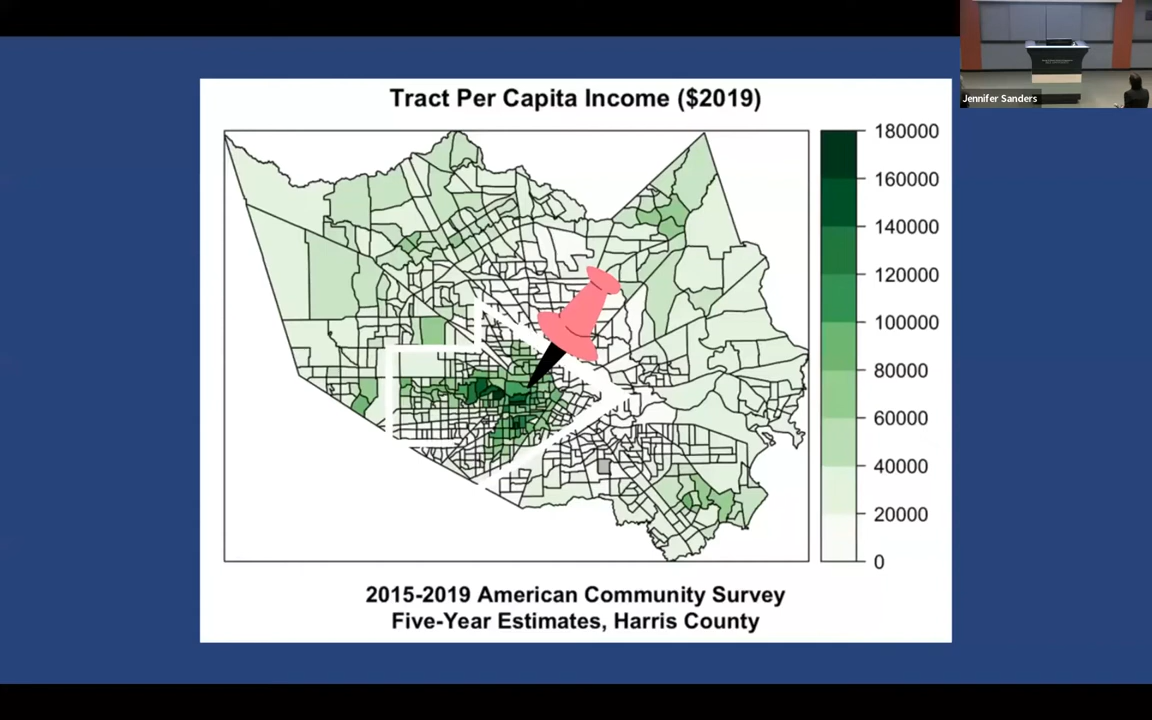 Tract Per Capita Income ($2019)
180000
160000
140000
120000
100000
80000
60000
40000
20000
0
2015-2019 American Community Survey
Five-Year Estimates, Harris County
Jennifer Sanders